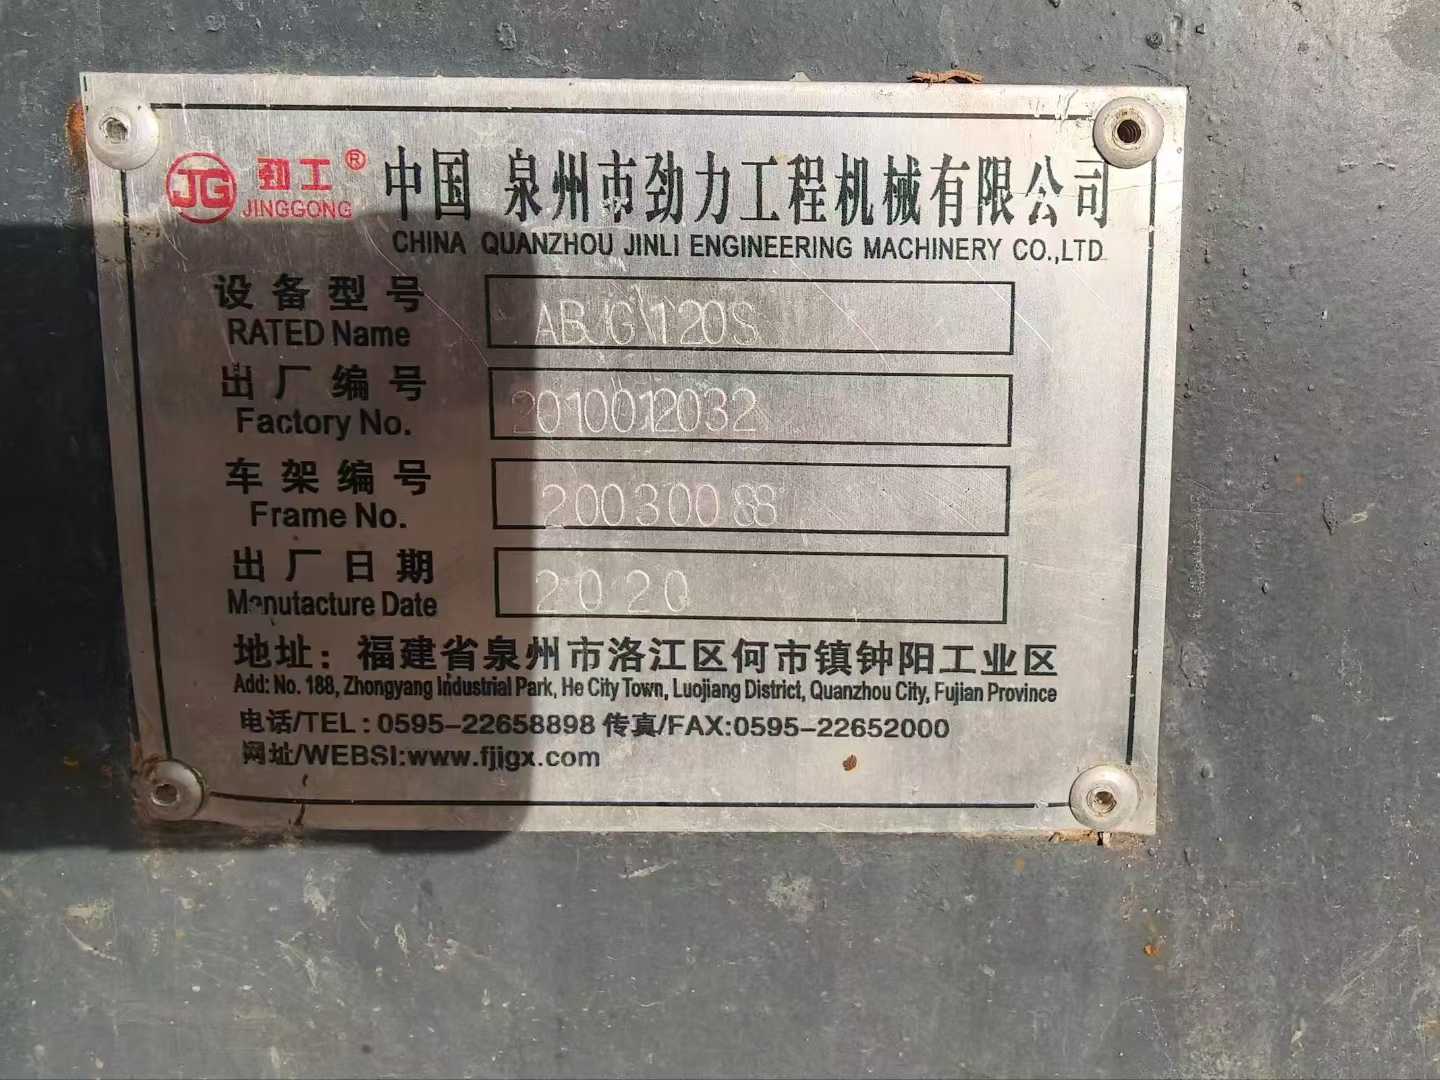 JG 劲工® 中国 泉州市劲力工程机械有限公司
JINGGONG
CHINA QUANZHOU JINLI ENGINEERING MACHINERY CO.,LTD
设备型号
RATED Name
ABJG\120S
出厂编号
Factory No.
2010012032
车架编号
Frame No.
20030088
出厂日期
Manutacture Date
2020
地址：福建省泉州市洛江区何市镇钟阳工业区
Add: No. 188, Zhongyang Industrial Park, He City Town, Luojiang District, Quanzhou City, Fujian Province
电话/TEL：0595-22658898 传真/FAX:0595-22652000
网址/WEBSI:www.fjjgx.com